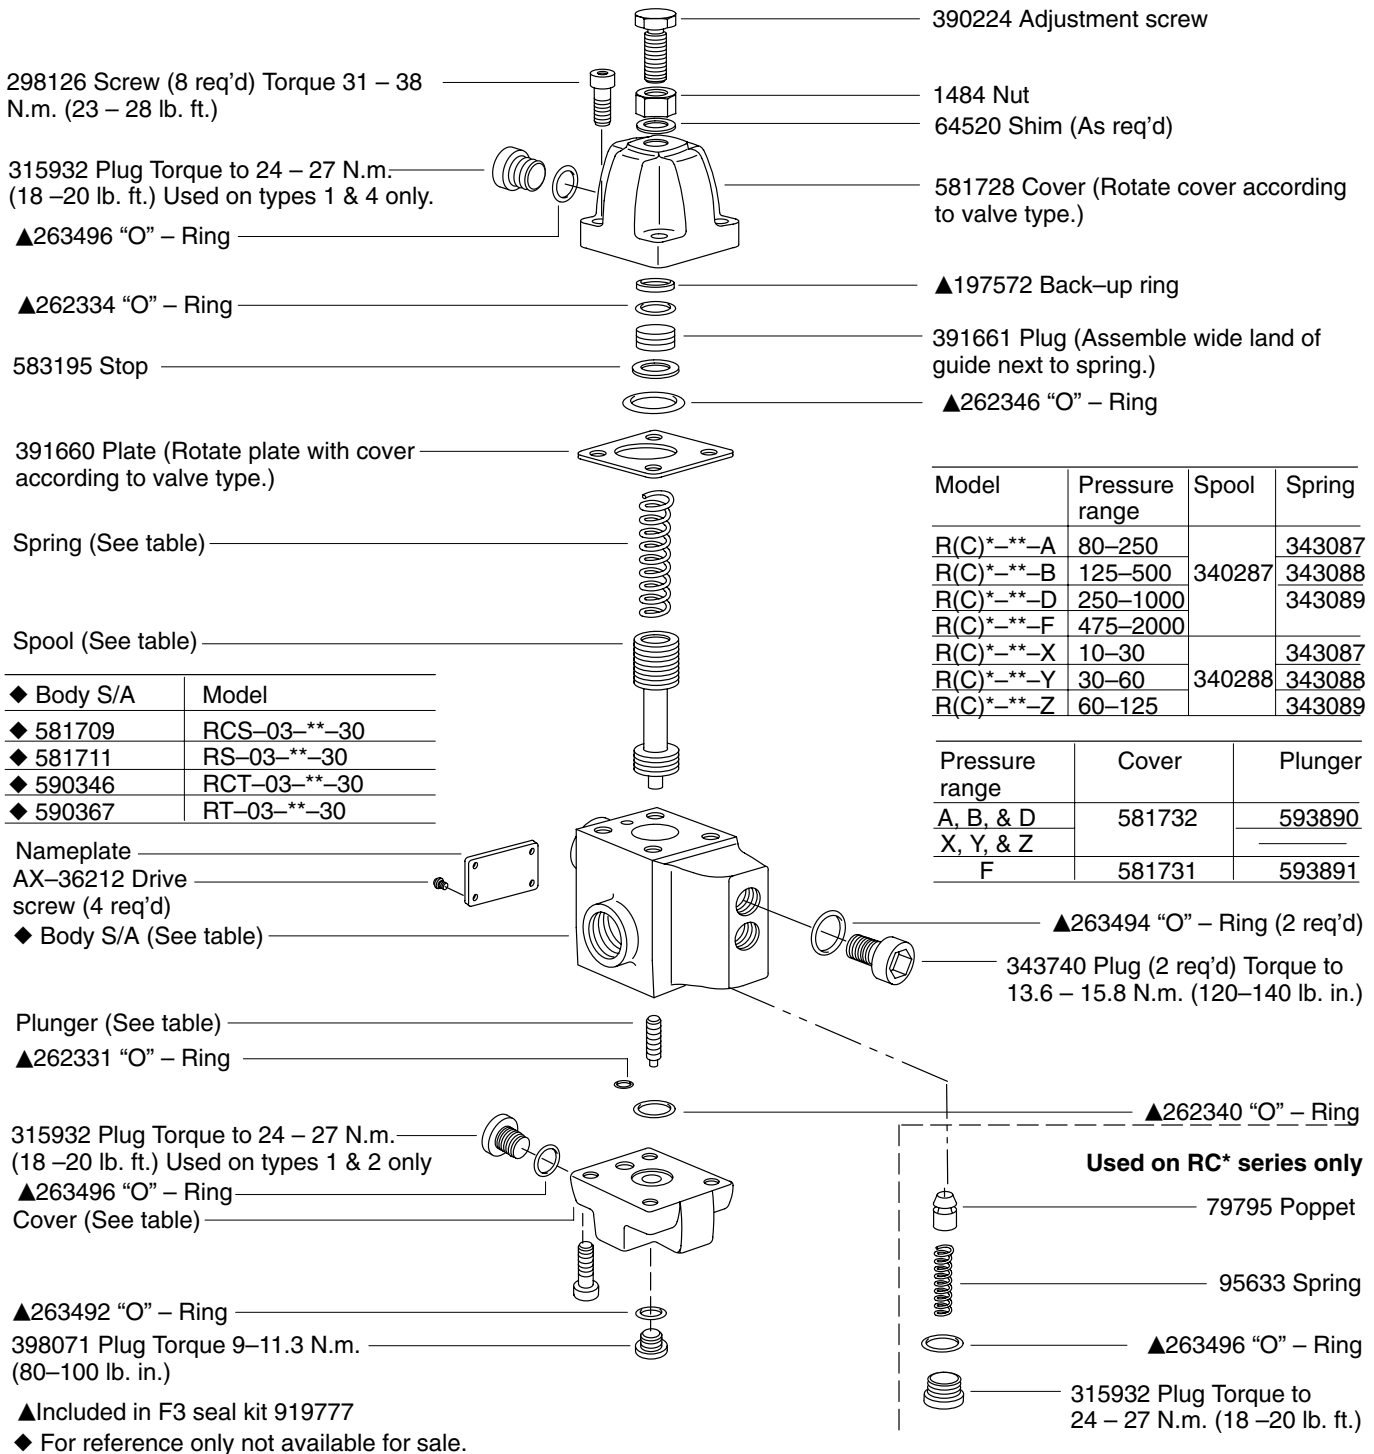 390224 Adjustment screw
298126 Screw (8 req’d) Torque 31 – 38
N.m. (23 – 28 lb. ft.)
1484 Nut
64520 Shim (As req’d)
315932 Plug Torque to 24 – 27 N.m.
(18 –20 lb. ft.) Used on types 1 & 4 only.
581728 Cover (Rotate cover according
to valve type.)
▲263496 “O” – Ring
▲197572 Back–up ring
▲262334 “O” – Ring
391661 Plug (Assemble wide land of
guide next to spring.)
583195 Stop
▲262346 “O” – Ring
391660 Plate (Rotate plate with cover
according to valve type.)
Spring (See table)
Spool (See table)
Model Pressure range Spool Spring
R(C)*–**–A 80–250 340287 343087
R(C)*–**–B 125–500 343088
R(C)*–**–D 250–1000 343089
R(C)*–**–F 475–2000
R(C)*–**–X 10–30 340288 343087
R(C)*–**–Y 30–60 343088
R(C)*–**–Z 60–125 343089
◆ Body S/A Model
◆ 581709 RCS–03–**–30
◆ 581711 RS–03–**–30
◆ 590346 RCT–03–**–30
◆ 590367 RT–03–**–30
Pressure range Cover Plunger
A, B, & D 581732 593890
X, Y, & Z ———
F 581731 593891
Nameplate
AX–36212 Drive
screw (4 req’d)
◆ Body S/A (See table)
▲263494 “O” – Ring (2 req’d)
343740 Plug (2 req’d) Torque to
13.6 – 15.8 N.m. (120–140 lb. in.)
Plunger (See table)
▲262331 “O” – Ring
▲262340 “O” – Ring
315932 Plug Torque to 24 – 27 N.m.
(18 –20 lb. ft.) Used on types 1 & 2 only
▲263496 “O” – Ring
Cover (See table)
Used on RC* series only
79795 Poppet
95633 Spring
▲263496 “O” – Ring
315932 Plug Torque to
24 – 27 N.m. (18 –20 lb. ft.)
▲263492 “O” – Ring
398071 Plug Torque 9–11.3 N.m.
(80–100 lb. in.)
▲Included in F3 seal kit 919777
◆ For reference only not available for sale.